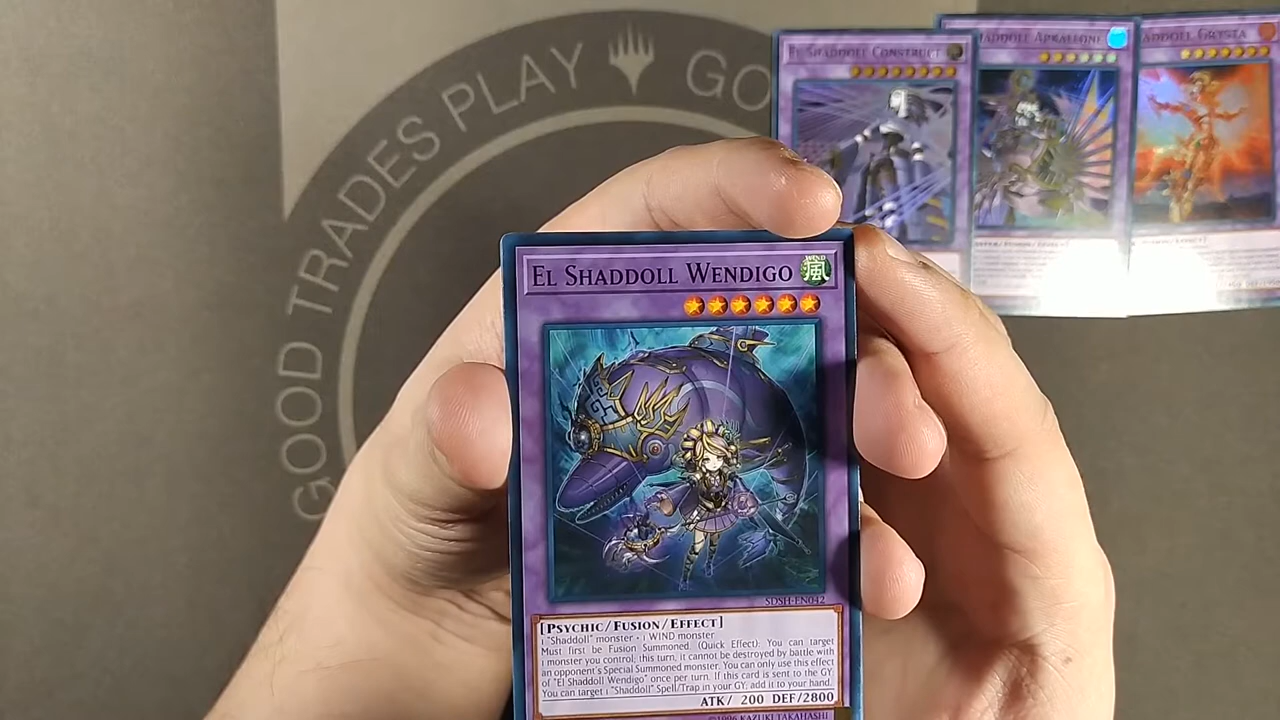 GOOD TRADES PLAY GO
El Shaddoll Construct
haddoll Apkallone
addoll Grysta
El Shaddoll Wendigo
WIND
風
SDSH-EN042
[Psychic/Fusion/Effect]
1 "Shaddoll" monster + 1 WIND monster
Must first be Fusion Summoned. (Quick Effect): You can target
1 monster you control; this turn, it cannot be destroyed by battle with
an opponent's Special Summoned monster. You can only use this effect
of "El Shaddoll Wendigo" once per turn. If this card is sent to the GY:
You can target 1 "Shaddoll" Spell/Trap in your GY; add it to your hand.
ATK/ 200 DEF/2800
©1996 KAZUKI TAKAHASHI